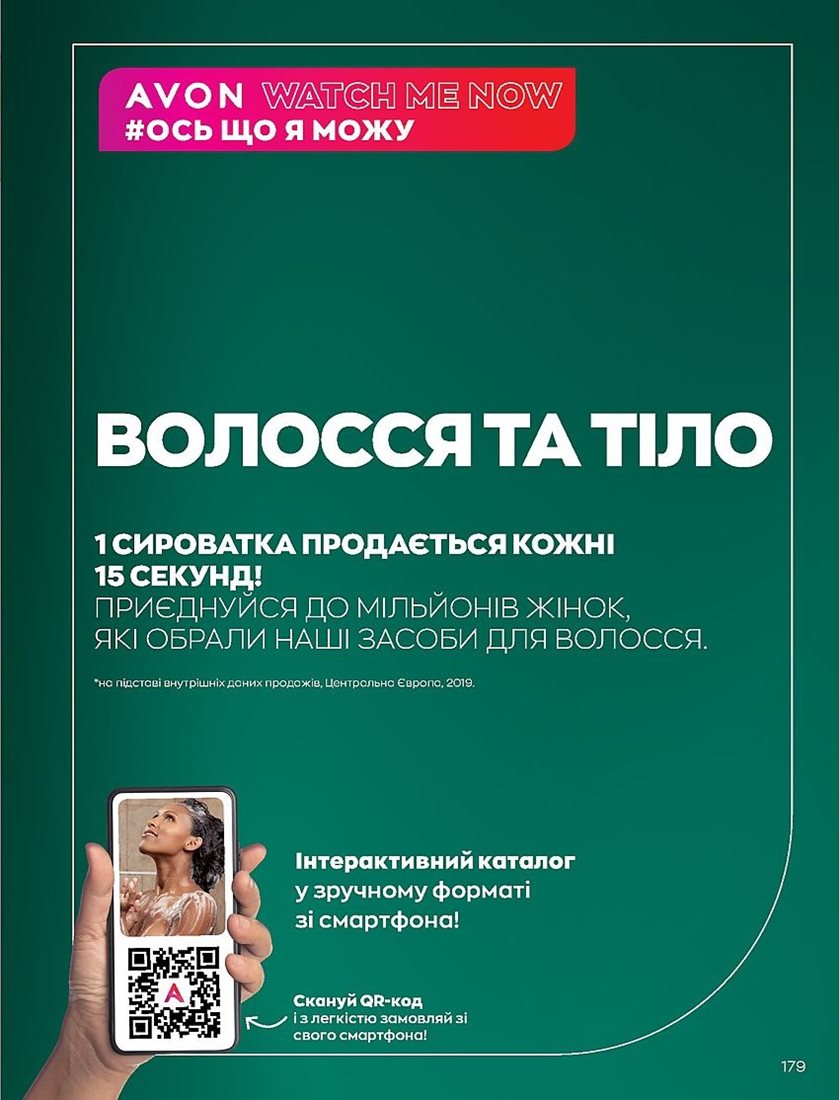 AVON WATCH ME NOW
#ОСЬ ЩО Я МОЖУ
ВОЛОССЯ ТА ТІЛО
1 СИРОВАТКА ПРОДАЄТЬСЯ КОЖНІ
15 СЕКУНД!
ПРИЄДНУЙСЯ ДО МІЛЬЙОНІВ ЖІНОК,
ЯКІ ОБРАЛИ НАШІ ЗАСОБИ ДЛЯ ВОЛОССЯ.
*на підставі внутрішніх даних продажів, Центральна Європа, 2019.
Інтерактивний каталог
у зручному форматі
зі смартфона!
Скануй QR-код
і з легкістю замовляй зі
свого смартфона!
179